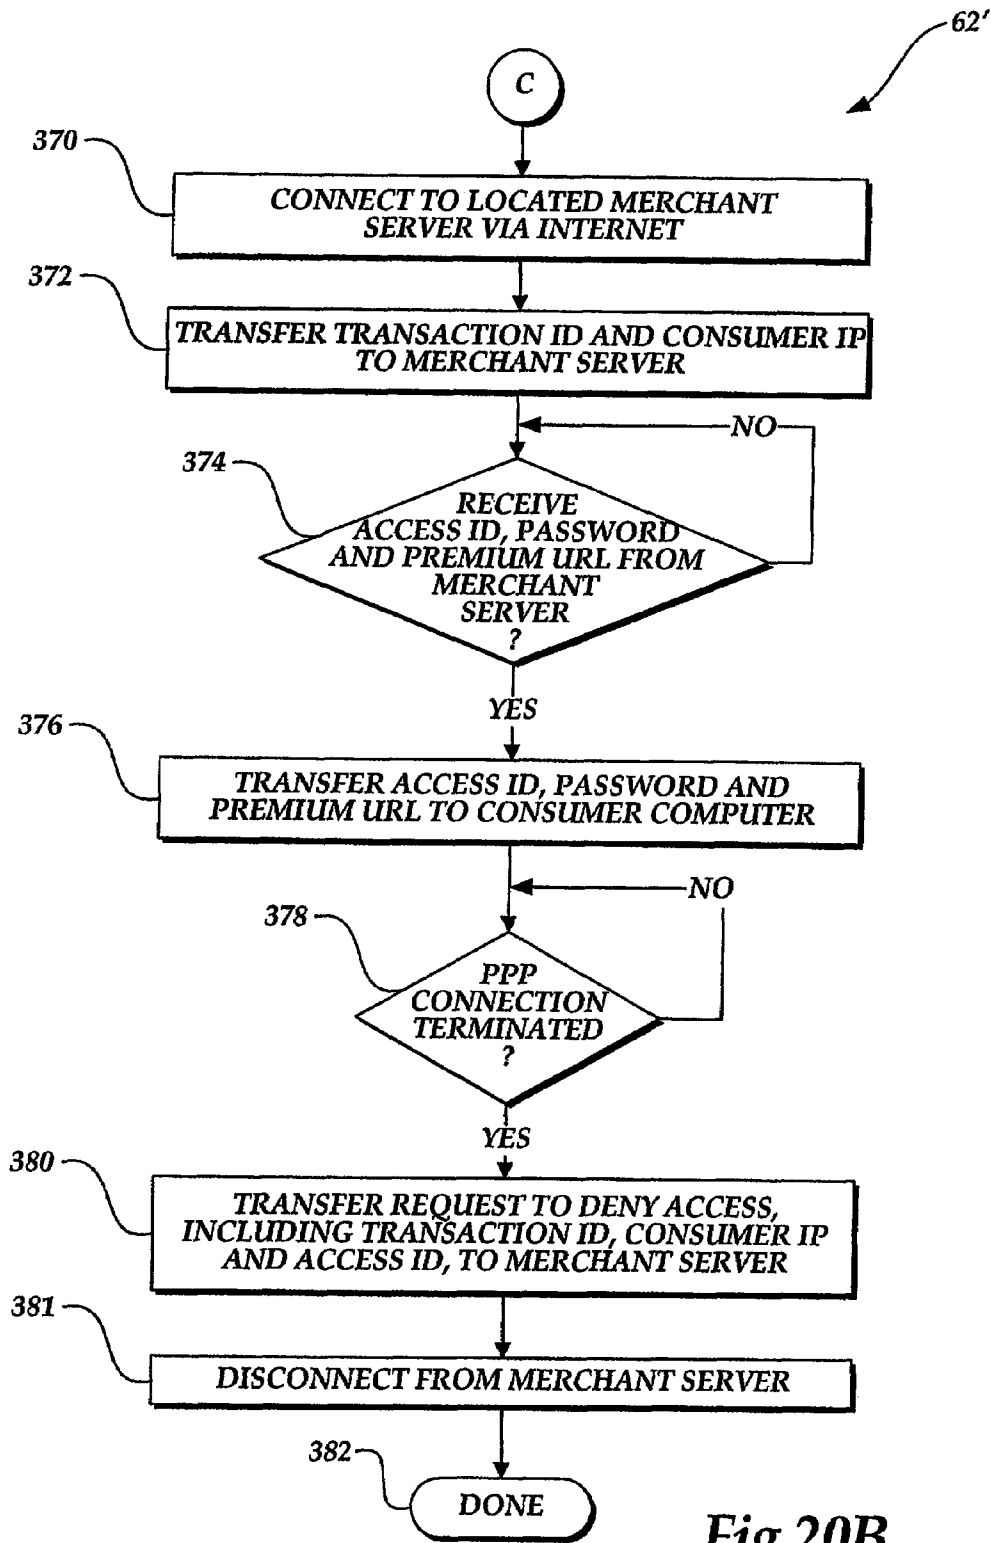 62'
C
370
CONNECT TO LOCATED MERCHANT
SERVER VIA INTERNET
372
TRANSFER TRANSACTION ID AND CONSUMER IP
TO MERCHANT SERVER
NO
374
RECEIVE
ACCESS ID, PASSWORD
AND PREMIUM URL FROM
MERCHANT
SERVER
?
YES
376
TRANSFER ACCESS ID, PASSWORD AND
PREMIUM URL TO CONSUMER COMPUTER
NO
378
PPP
CONNECTION
TERMINATED
?
YES
380
TRANSFER REQUEST TO DENY ACCESS,
INCLUDING TRANSACTION ID, CONSUMER IP
AND ACCESS ID, TO MERCHANT SERVER
381
DISCONNECT FROM MERCHANT SERVER
382
DONE
Fig.20B